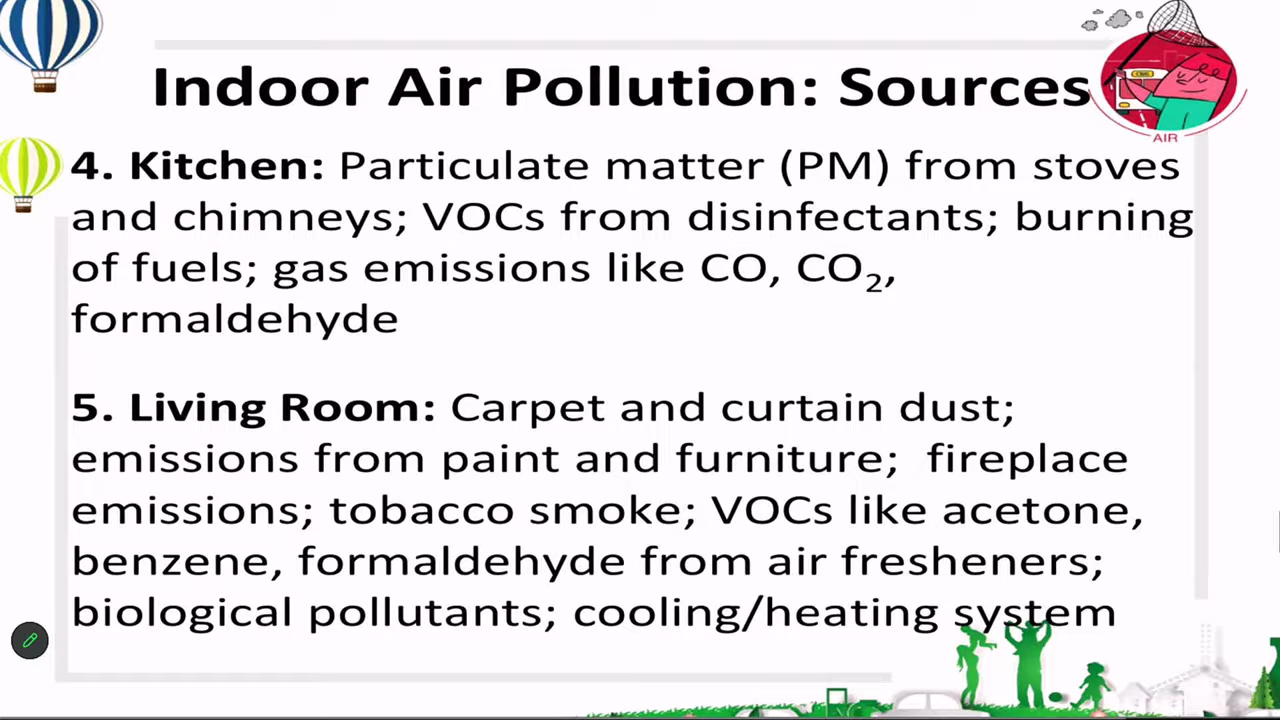 Indoor Air Pollution: Sources
AIR
4. Kitchen: Particulate matter (PM) from stoves
and chimneys; VOCs from disinfectants; burning
of fuels; gas emissions like CO, CO₂,
formaldehyde
5. Living Room: Carpet and curtain dust;
emissions from paint and furniture; fireplace
emissions; tobacco smoke; VOCs like acetone,
benzene, formaldehyde from air fresheners;
biological pollutants; cooling/heating system